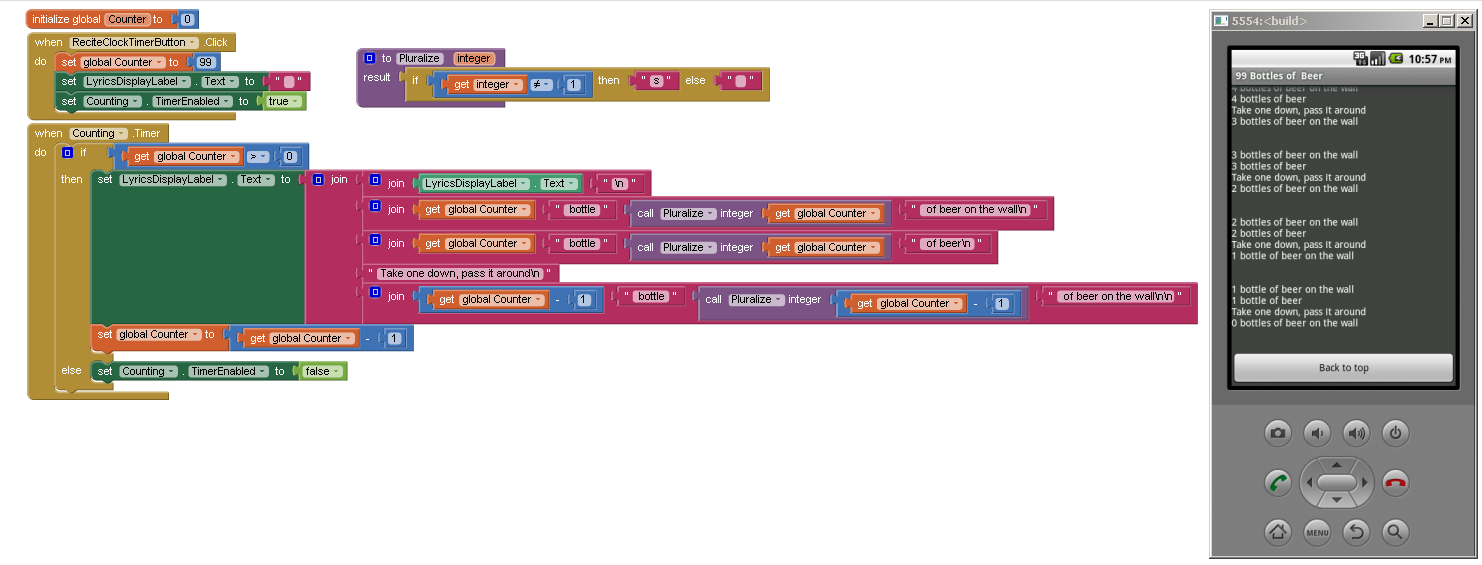 initialize global Counter to 0
when ReciteClockTimerButton .Click
do set global Counter to 99
set LyricsDisplayLabel . Text to " "
set Counting . TimerEnabled to true
to Pluralize integer
result if get integer ≠ 1 then " s " else " "
when Counting .Timer
do if get global Counter > 0
then set LyricsDisplayLabel . Text to join join LyricsDisplayLabel . Text " \n "
join get global Counter " bottle " call Pluralize integer get global Counter " of beer on the wall\n "
join get global Counter " bottle " call Pluralize integer get global Counter " of beer\n "
" Take one down, pass it around\n "
join get global Counter - 1 " bottle " call Pluralize integer get global Counter - 1 " of beer on the wall\n\n "
set global Counter to get global Counter - 1
else set Counting . TimerEnabled to false
5554:<build>
3G 10:57 PM
99 Bottles of Beer
4 bottles of beer on the wall
4 bottles of beer
Take one down, pass it around
3 bottles of beer on the wall
3 bottles of beer on the wall
3 bottles of beer
Take one down, pass it around
2 bottles of beer on the wall
2 bottles of beer on the wall
2 bottles of beer
Take one down, pass it around
1 bottle of beer on the wall
1 bottle of beer on the wall
1 bottle of beer
Take one down, pass it around
0 bottles of beer on the wall
Back to top
MENU